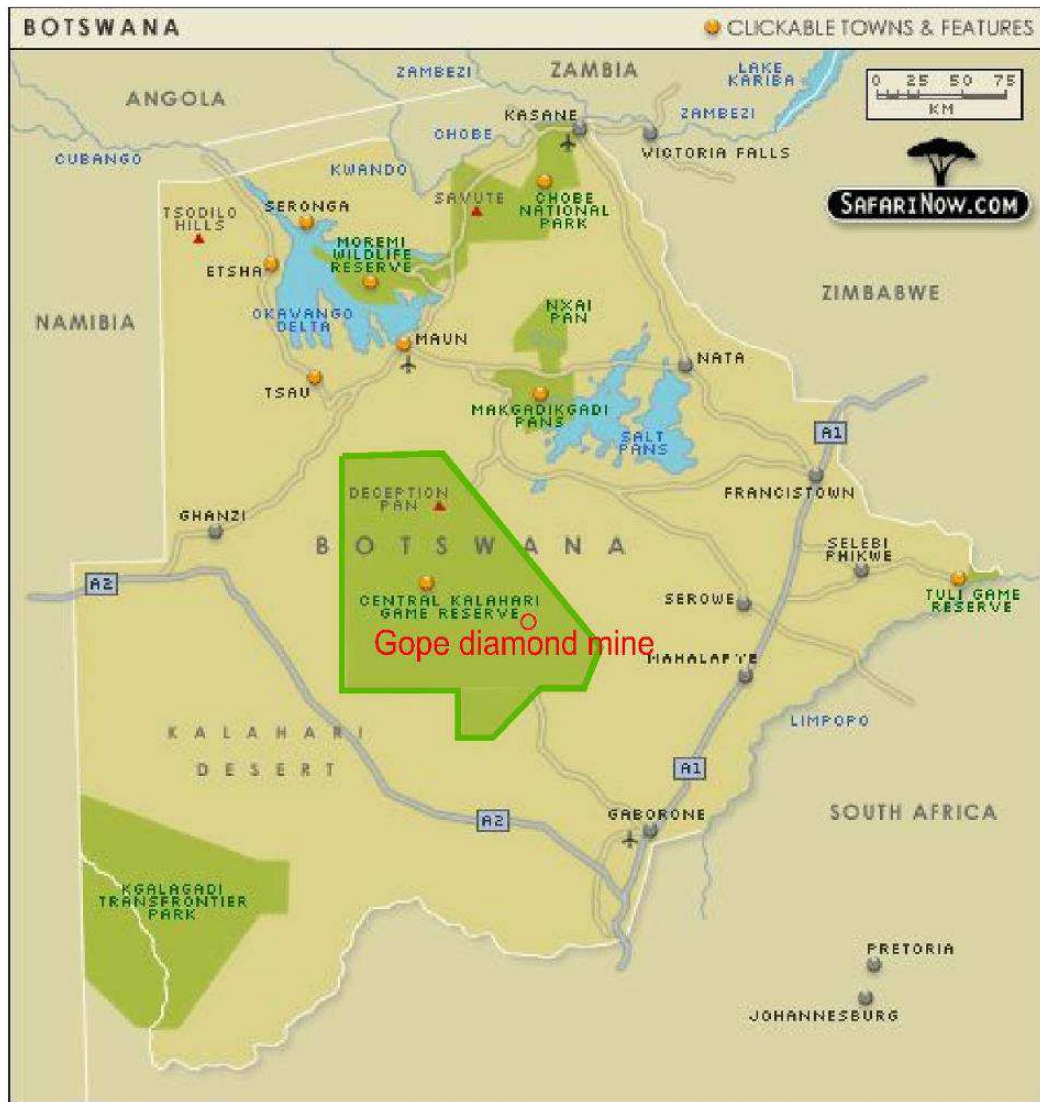 BOTSWANA
CLICKABLE TOWNS & FEATURES
ZAMBEZI
ZAMBIA
LAKE
KARIBA
0 25 50 75
KM
ANGOLA
KASANE
ZAMBEZI
CHOBE
VICTORIA FALLS
CUBANGO
KWANDO
SAFARINOW.COM
SAVUTE
CHOBE
NATIONAL
PARK
TSODILO
HILLS
SERONGA
MOREMI
WILDLIFE
RESERVE
ETSHA
ZIMBABWE
NAMIBIA
OKAVANGO
DELTA
NXAI
PAN
MAUN
NATA
TSAU
MAKGADIKGADI
PANS
SALT
PANS
A1
DECEPTION
PAN
FRANCISTOWN
GHANZI
BOTSWANA
SELEBI
PHIKWE
A2
CENTRAL KALAHARI
GAME RESERVE
SEROWE
TULI GAME
RESERVE
Gope diamond mine
MAHALAPYE
LIMPOPO
KALAHARI
DESERT
A1
A2
GABORONE
SOUTH AFRICA
KGALAGADI
TRANSFRONTIER
PARK
PRETORIA
JOHANNESBURG